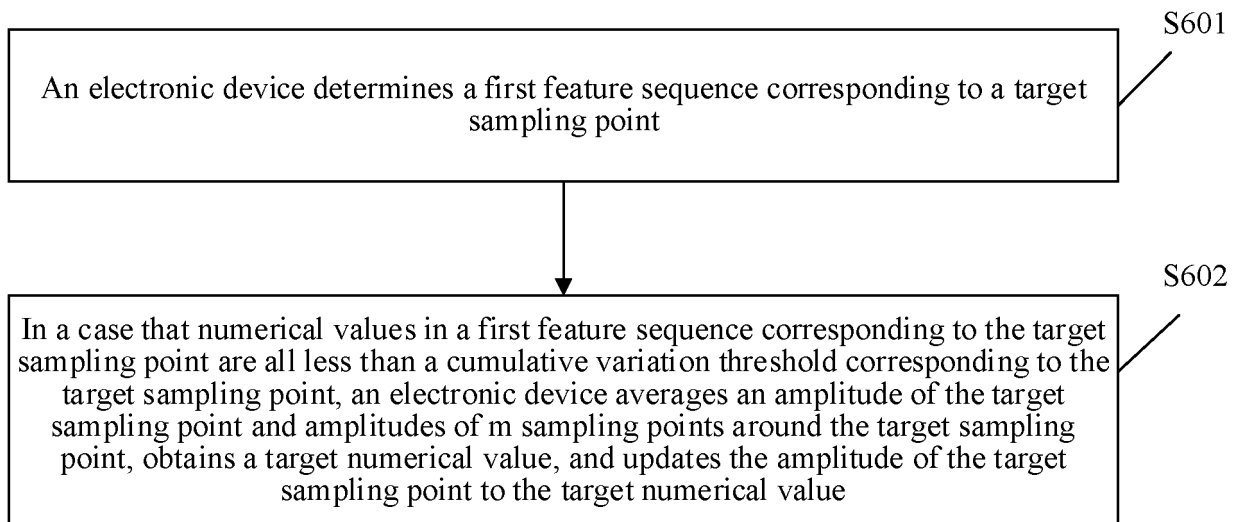 S601
An electronic device determines a first feature sequence corresponding to a target
sampling point
S602
In a case that numerical values in a first feature sequence corresponding to the target
sampling point are all less than a cumulative variation threshold corresponding to the
target sampling point, an electronic device averages an amplitude of the target
sampling point and amplitudes of m sampling points around the target sampling
point, obtains a target numerical value, and updates the amplitude of the target
sampling point to the target numerical value